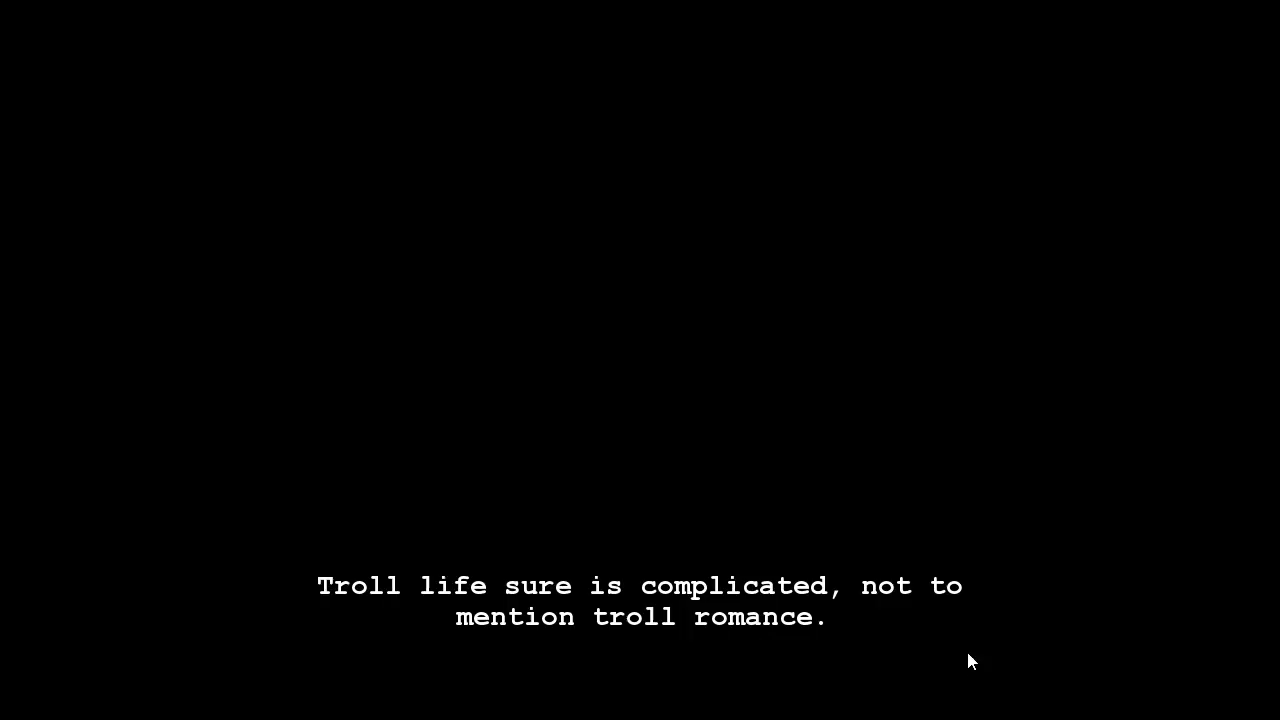 Troll life sure is complicated, not to
mention troll romance.